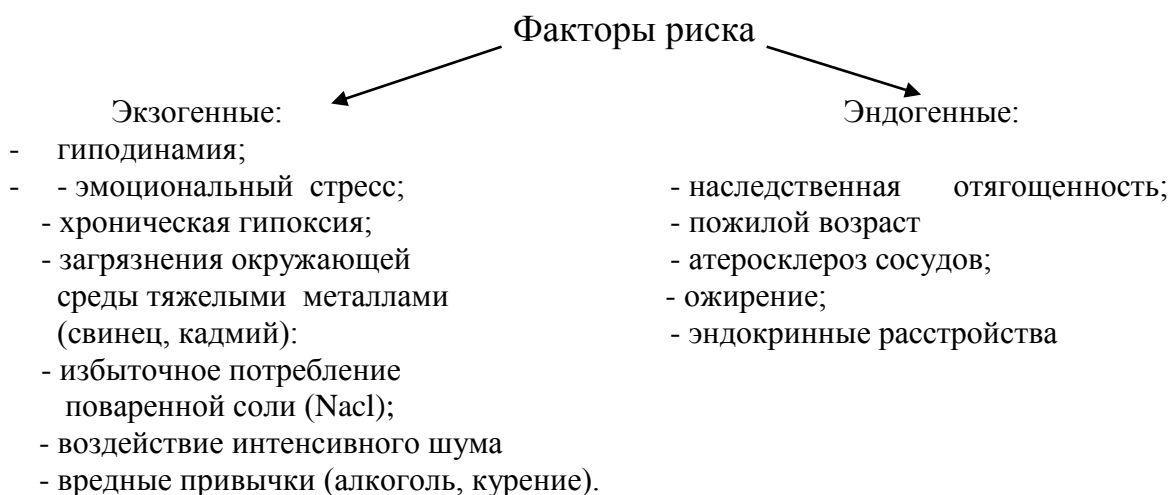 Факторы риска
Экзогенные:
- гиподинамия;
- - эмоциональный стресс;
- хроническая гипоксия;
- загрязнения окружающей
среды тяжелыми металлами
(свинец, кадмий):
- избыточное потребление
поваренной соли (Nacl);
- воздействие интенсивного шума
- вредные привычки (алкоголь, курение).
Эндогенные:
- наследственная отягощенность;
- пожилой возраст
- атеросклероз сосудов;
- ожирение;
- эндокринные расстройства